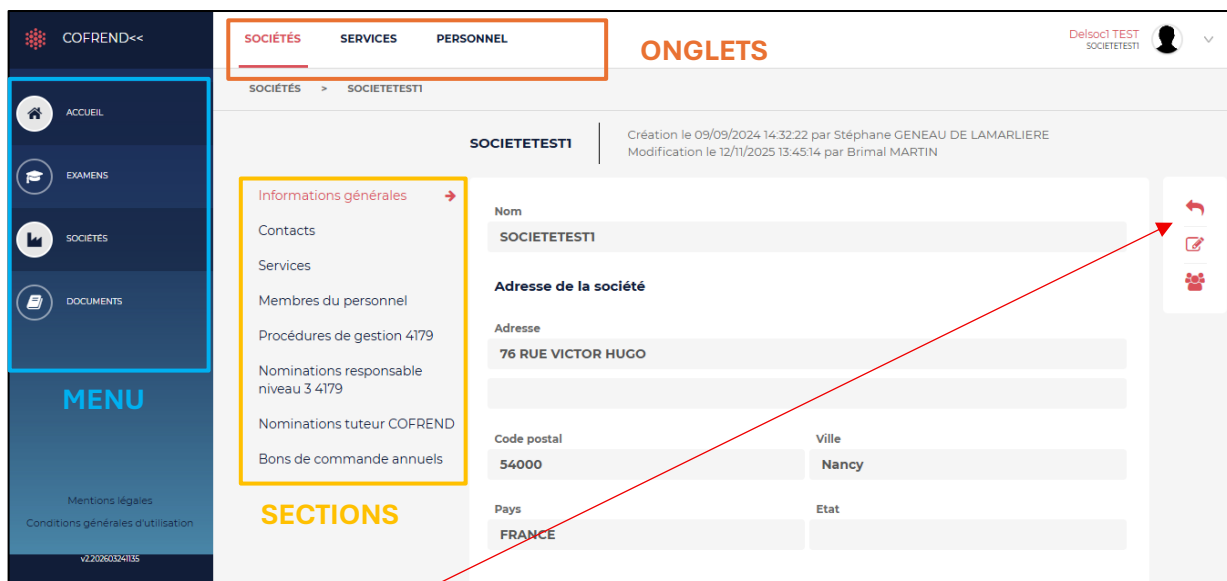 COFREND<<
SOCIÉTÉS SERVICES PERSONNEL
ONGLETS
Delsoc1 TEST
SOCIETETEST1
SOCIÉTÉS > SOCIETETEST1
ACCUEIL
EXAMENS
SOCIÉTÉS
DOCUMENTS
MENU
Mentions légales
Conditions générales d'utilisation
v2.202603241135
SOCIETETEST1
Création le 09/09/2024 14:32:22 par Stéphane GENEAU DE LAMARLIERE
Modification le 12/11/2025 13:45:14 par Brimal MARTIN
Informations générales
Contacts
Services
Membres du personnel
Procédures de gestion 4179
Nominations responsable
niveau 3 4179
Nominations tuteur COFREND
Bons de commande annuels
SECTIONS
Nom
SOCIETETEST1
Adresse de la société
Adresse
76 RUE VICTOR HUGO
Code postal Ville
54000 Nancy
Pays Etat
FRANCE